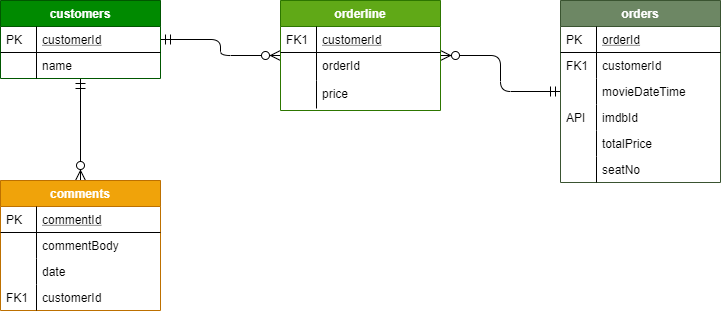 customers
PK customerId
name
orderline
FK1 customerId
orderId
price
orders
PK orderId
FK1 customerId
movieDateTime
API imdbId
totalPrice
seatNo
comments
PK commentId
commentBody
date
FK1 customerId